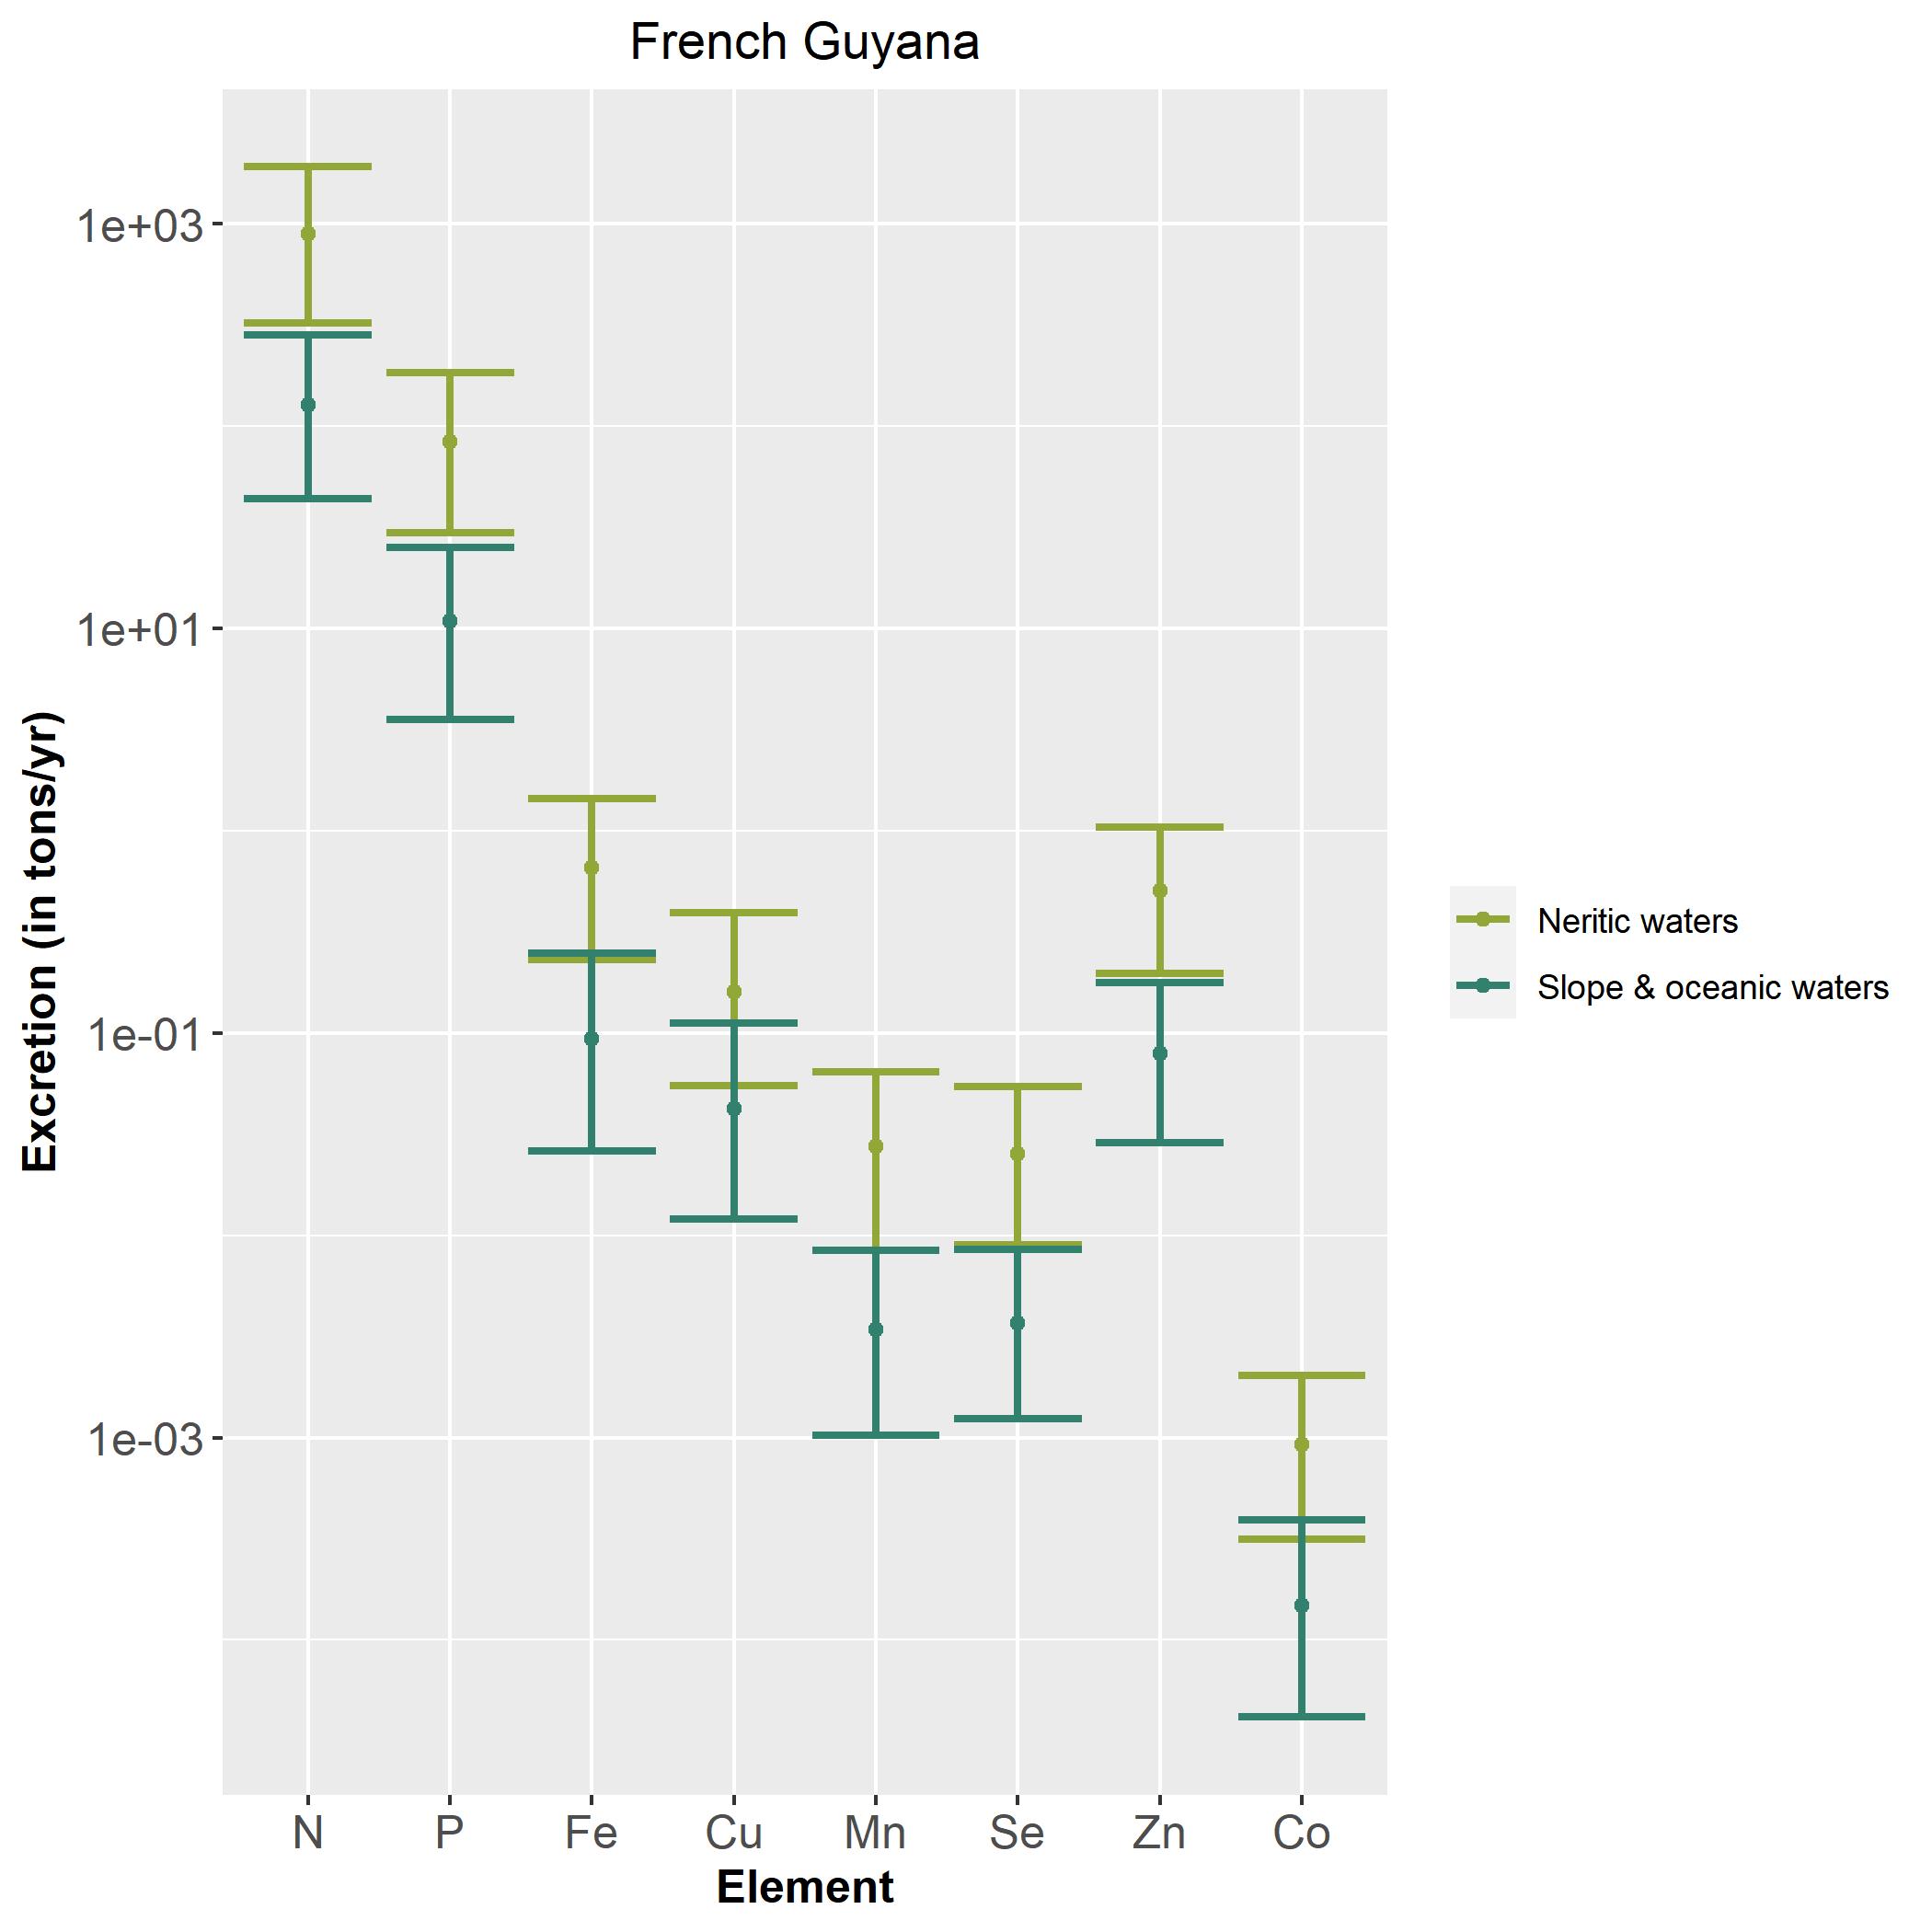 French Guyana
1e+03
1e+01
1e-01
1e-03
Excretion (in tons/yr)
N P Fe Cu Mn Se Zn Co
Element
Neritic waters
Slope & oceanic waters